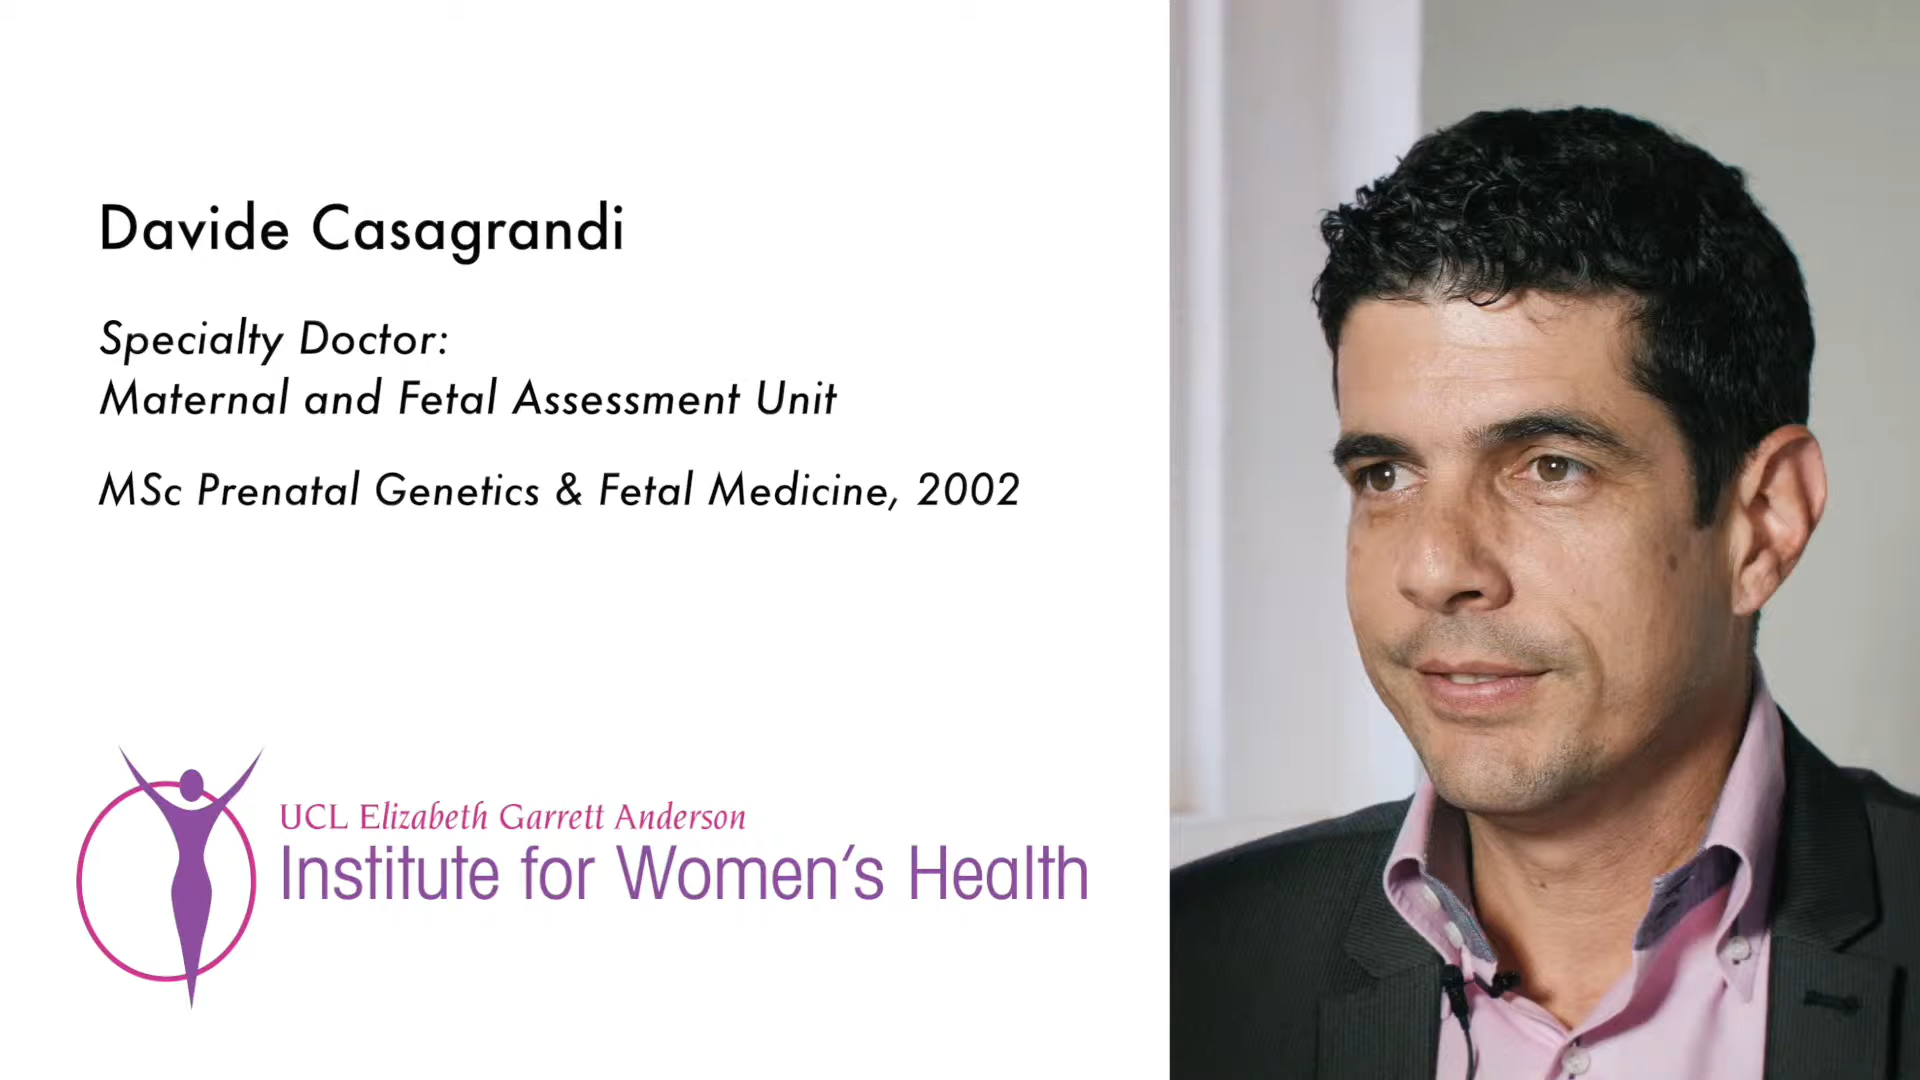 Davide Casagrandi
Specialty Doctor:
Maternal and Fetal Assessment Unit
MSc Prenatal Genetics & Fetal Medicine, 2002
UCL Elizabeth Garrett Anderson
Institute for Women's Health